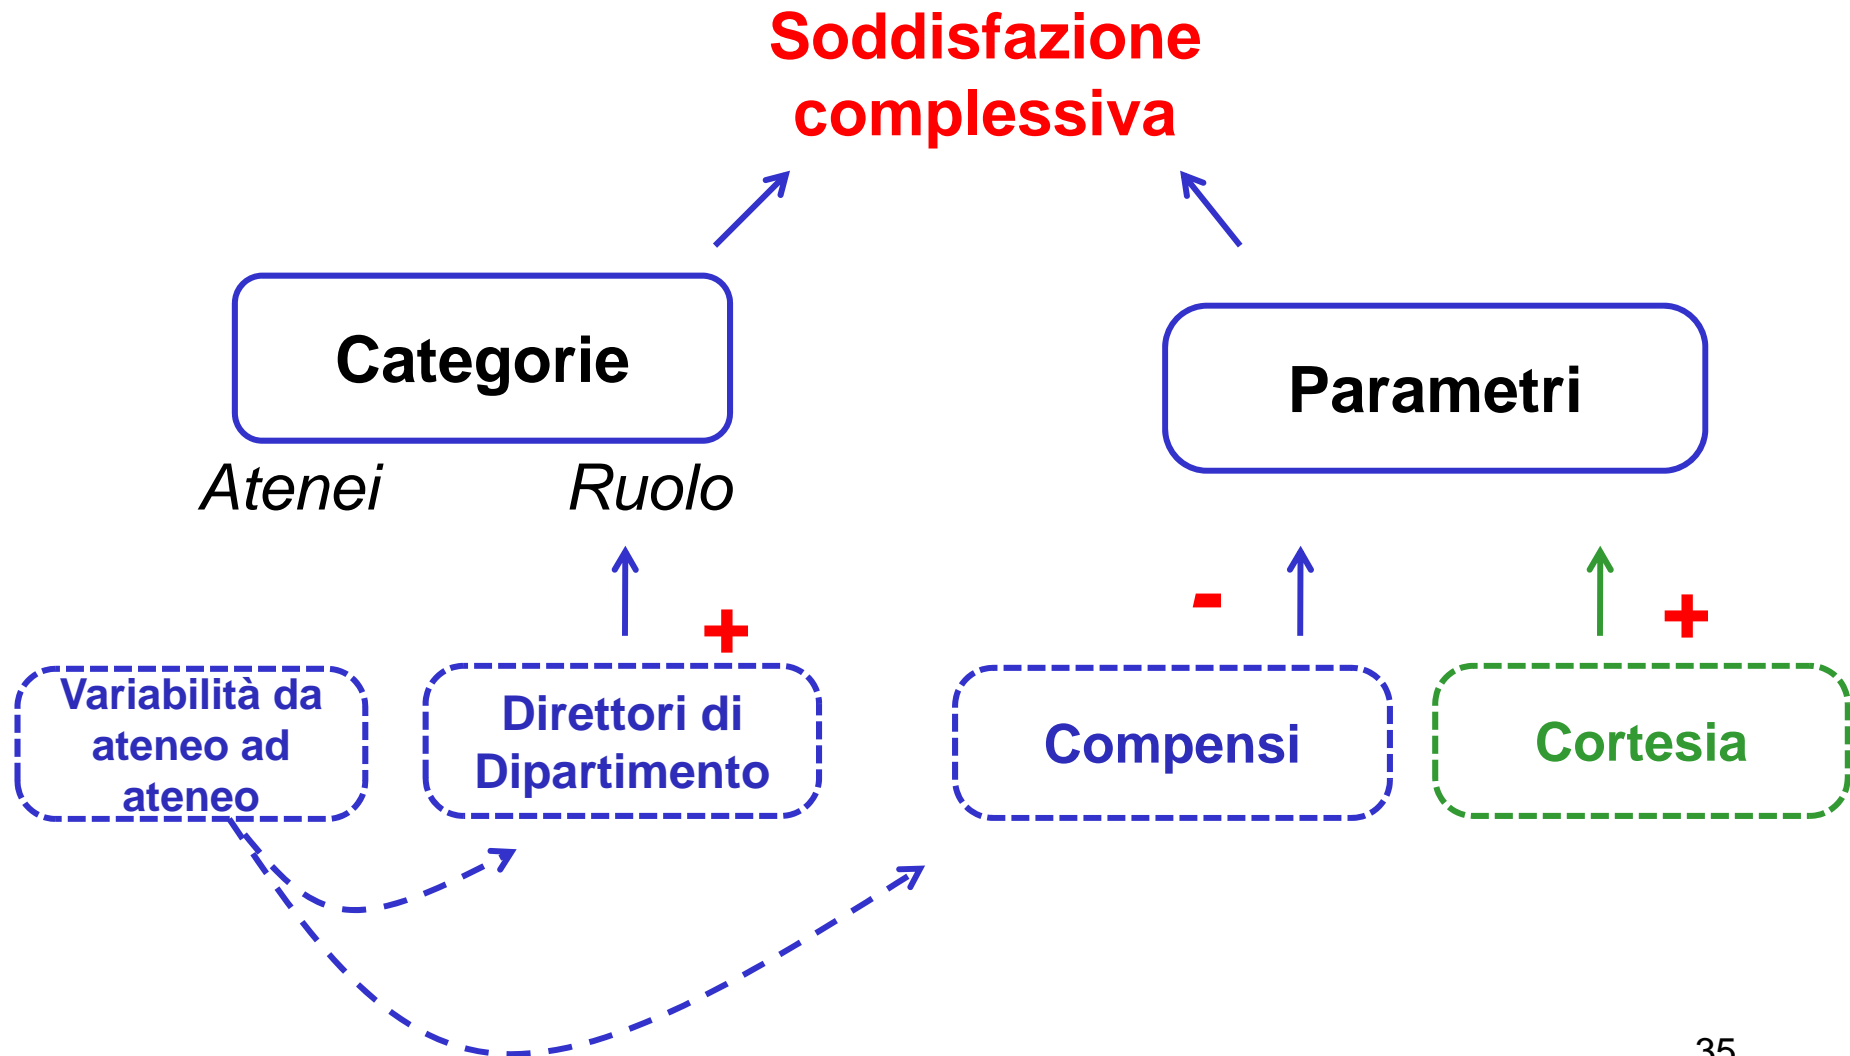 Soddisfazione
complessiva
Categorie
Parametri
Atenei
Ruolo
-
+
+
Variabilità da
ateneo ad
ateneo
Direttori di
Dipartimento
Compensi
Cortesia
35